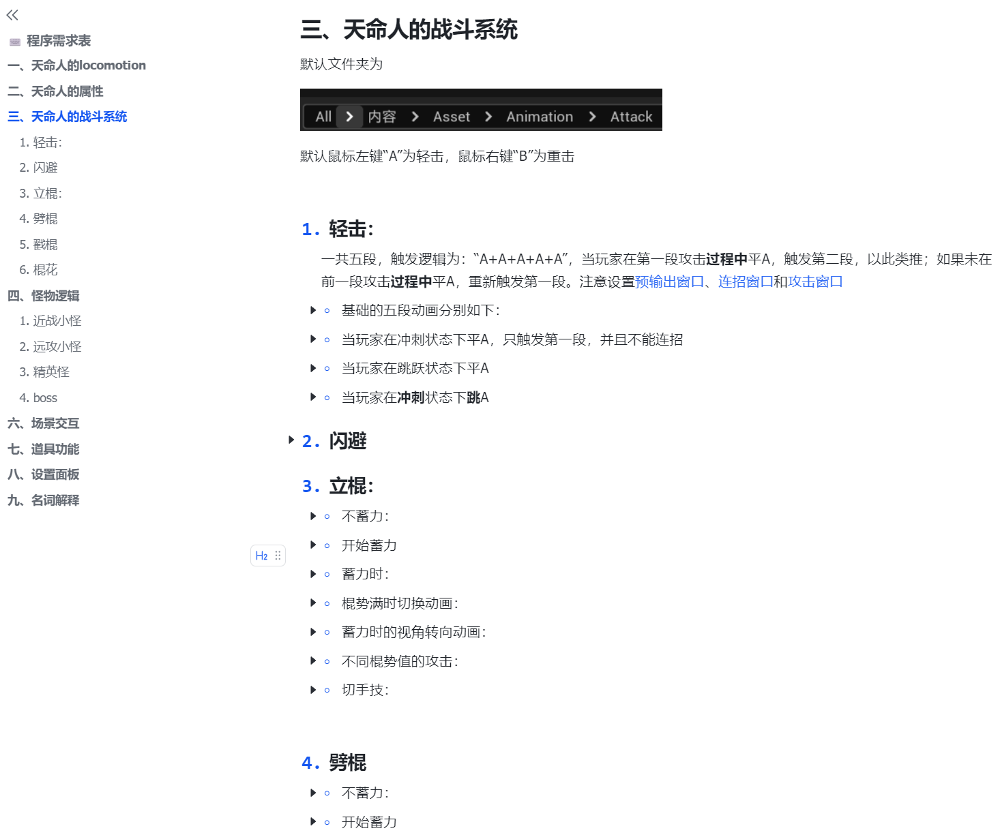 程序需求表
一、天命人的locomotion
二、天命人的属性
三、天命人的战斗系统
1. 轻击：
2. 闪避
3. 立棍：
4. 劈棍
5. 戳棍
6. 棍花
四、怪物逻辑
1. 近战小怪
2. 远攻小怪
3. 精英怪
4. boss
六、场景交互
七、道具功能
八、设置面板
九、名词解释
三、天命人的战斗系统
默认文件夹为
All > 内容 > Asset > Animation > Attack
默认鼠标左键“A”为轻击，鼠标右键“B”为重击
1. 轻击：
一共五段，触发逻辑为：“A+A+A+A+A”，当玩家在第一段攻击过程中平A，触发第二段，以此类推；如果未在
前一段攻击过程中平A，重新触发第一段。注意设置预输出窗口、连招窗口和攻击窗口
基础的五段动画分别如下：
当玩家在冲刺状态下平A，只触发第一段，并且不能连招
当玩家在跳跃状态下平A
当玩家在冲刺状态下跳A
2. 闪避
3. 立棍：
不蓄力：
开始蓄力
H2
蓄力时：
棍势满时切换动画：
蓄力时的视角转向动画：
不同棍势值的攻击：
切手技：
4. 劈棍
不蓄力：
开始蓄力